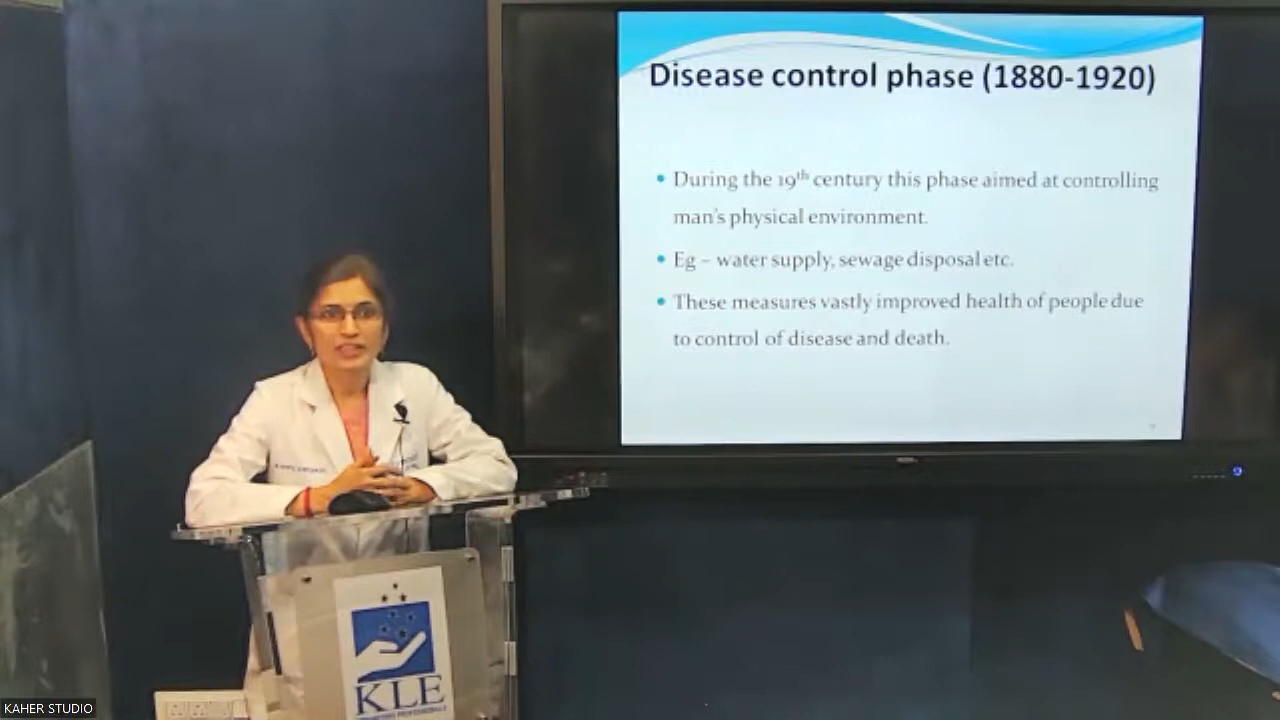 Disease control phase (1880-1920)
• During the 19th century this phase aimed at controlling
man's physical environment.
• Eg – water supply, sewage disposal etc.
• These measures vastly improved health of people due
to control of disease and death.
KLE
KAHER STUDIO